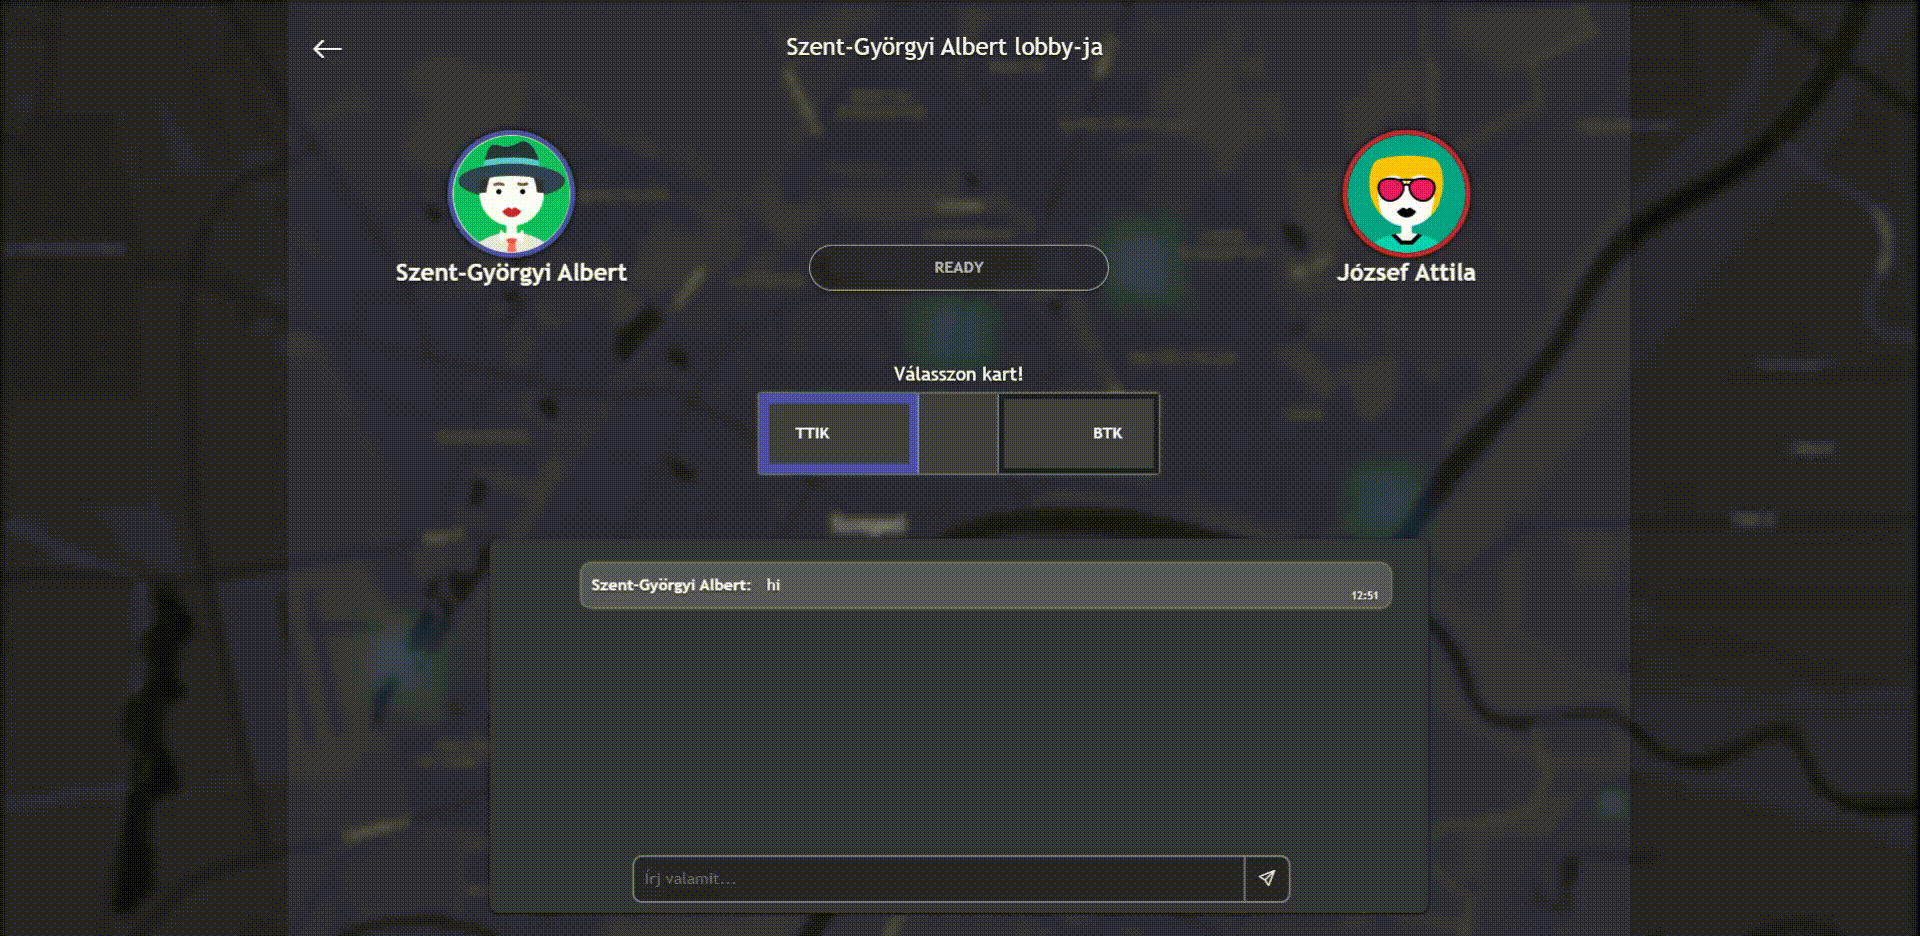 Szent-Györgyi Albert lobby-ja
Szent-Györgyi Albert
József Attila
READY
Válasszon kart!
TTIK
BTK
Szent-Györgyi Albert: hi
12:51
Írj valamit...